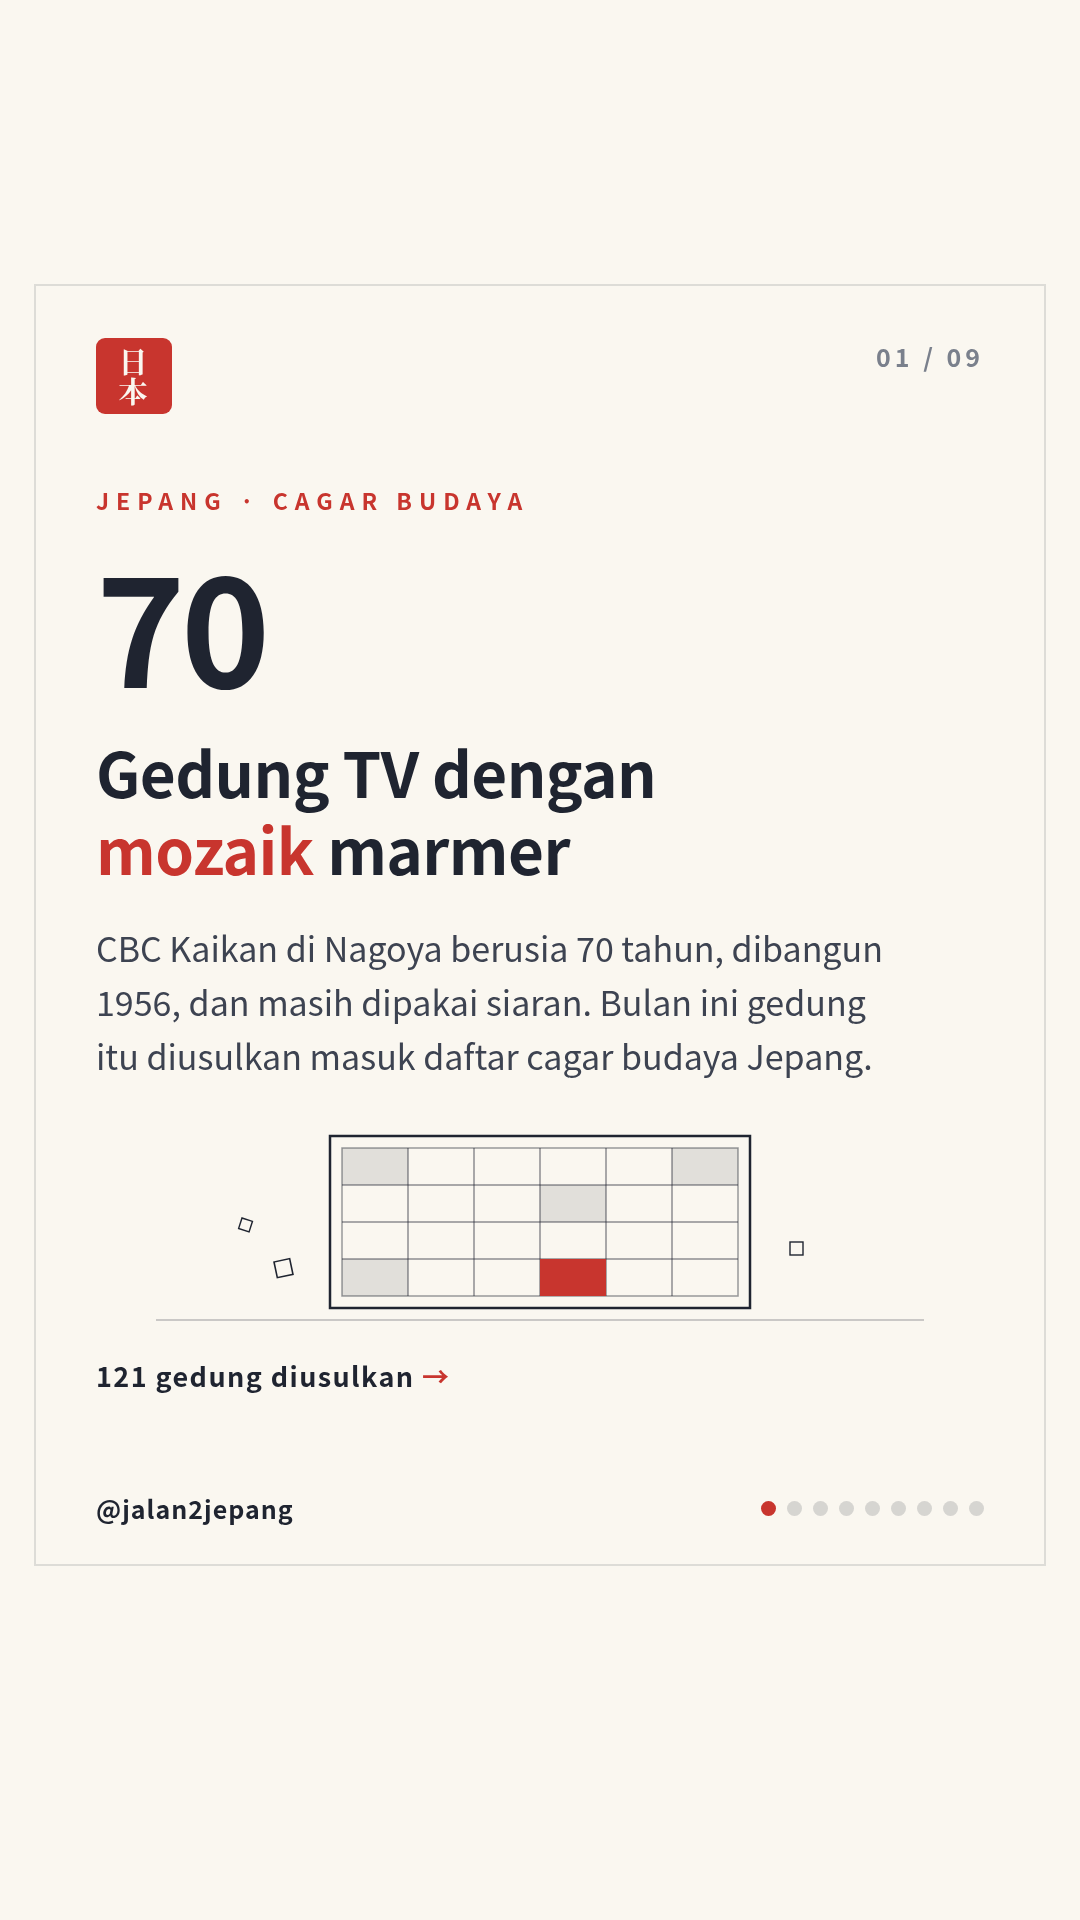 日
本
01 / 09
JEPANG · CAGAR BUDAYA
70
Gedung TV dengan
mozaik marmer
CBC Kaikan di Nagoya berusia 70 tahun, dibangun
1956, dan masih dipakai siaran. Bulan ini gedung
itu diusulkan masuk daftar cagar budaya Jepang.
121 gedung diusulkan →
@jalan2jepang